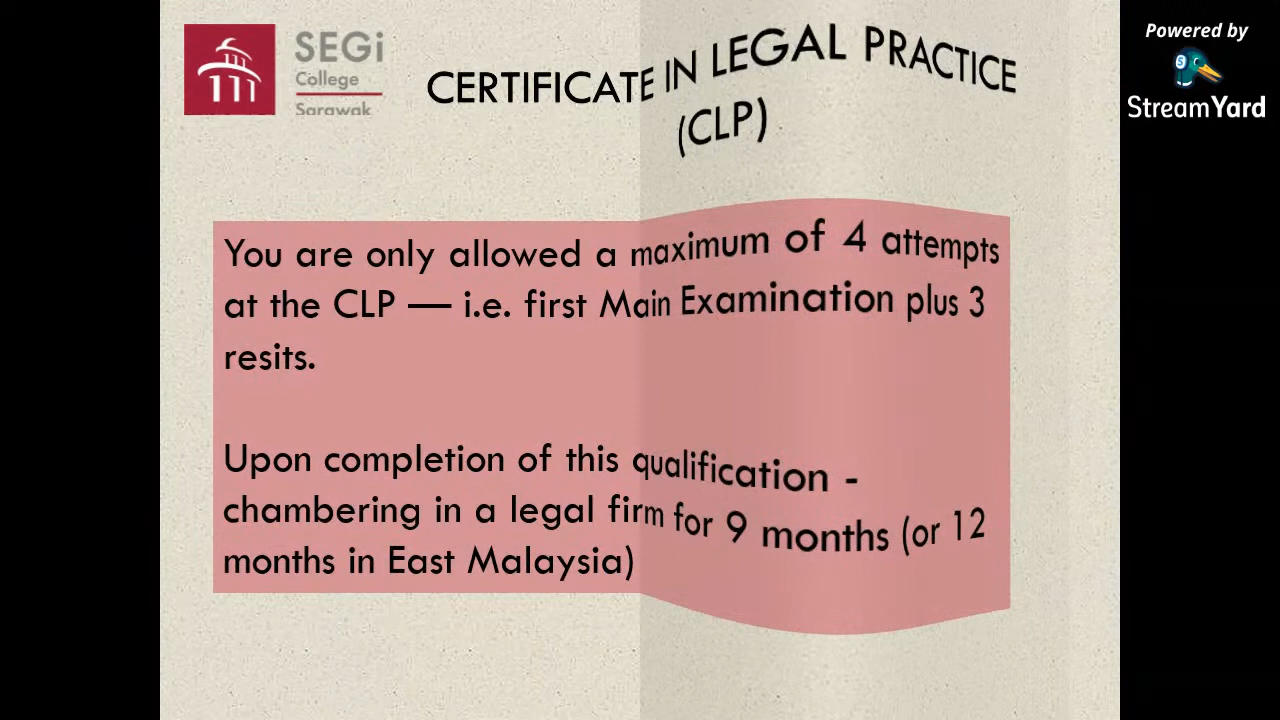 SEGi
College
Sarawak
CERTIFICATE IN LEGAL PRACTICE
(CLP)
Powered by
StreamYard
You are only allowed a maximum of 4 attempts
at the CLP — i.e. first Main Examination plus 3
resits.
Upon completion of this qualification -
chambering in a legal firm for 9 months (or 12
months in East Malaysia)